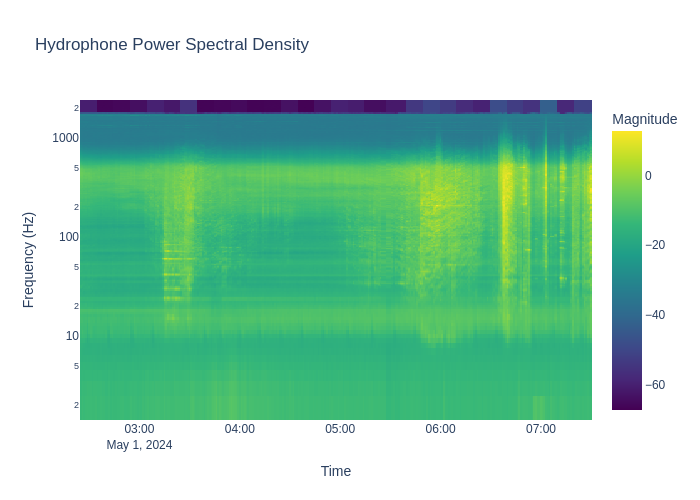 Hydrophone Power Spectral Density
Magnitude
0
−20
−40
−60
Frequency (Hz)
2
1000
5
2
100
5
2
10
5
2
03:00 04:00 05:00 06:00 07:00
May 1, 2024
Time